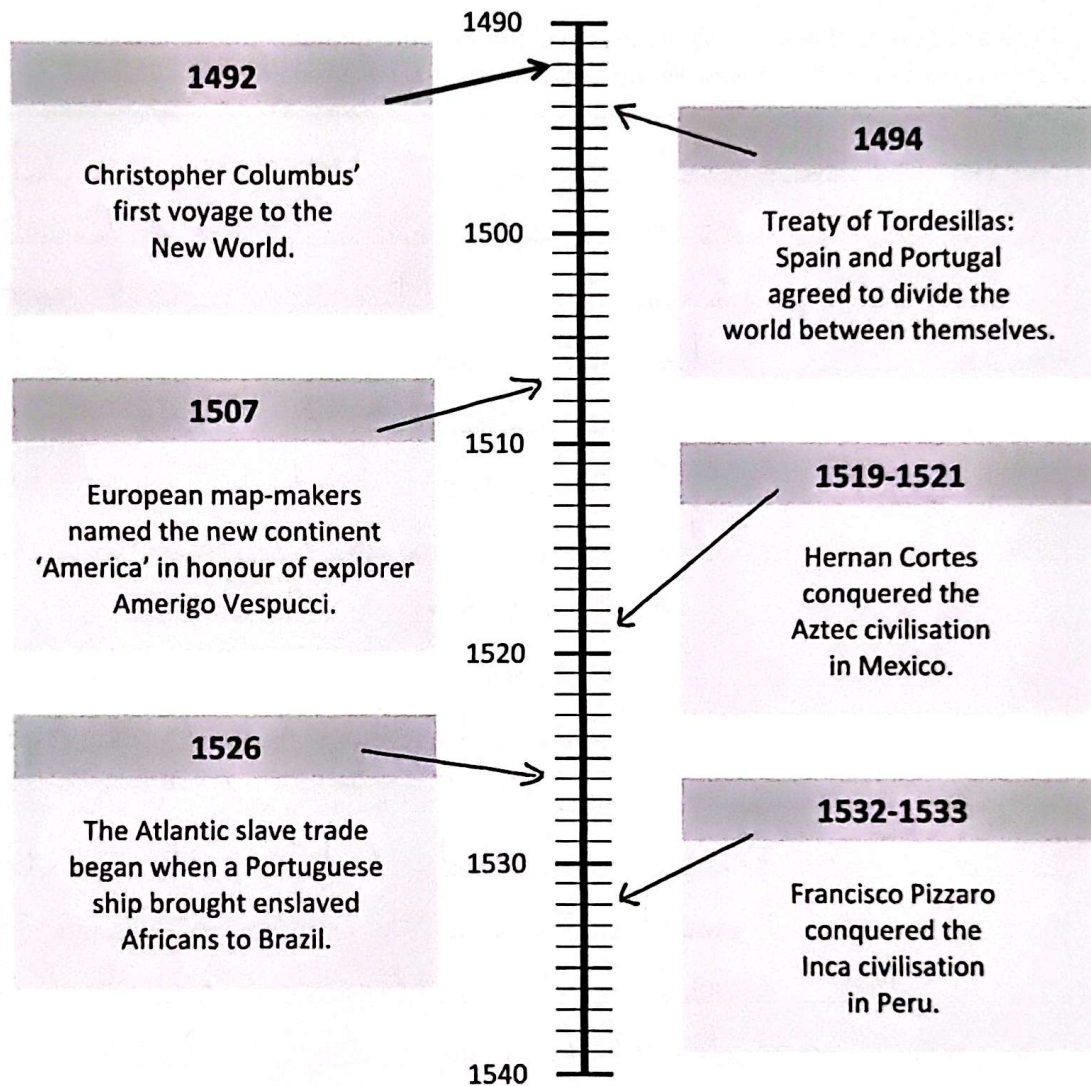 1490
1492
Christopher Columbus’
first voyage to the
New World.
1494
Treaty of Tordesillas:
Spain and Portugal
agreed to divide the
world between themselves.
1500
1507
European map-makers
named the new continent
‘America’ in honour of explorer
Amerigo Vespucci.
1510
1519-1521
Hernan Cortes
conquered the
Aztec civilisation
in Mexico.
1520
1526
The Atlantic slave trade
began when a Portuguese
ship brought enslaved
Africans to Brazil.
1530
1532-1533
Francisco Pizzaro
conquered the
Inca civilisation
in Peru.
1540